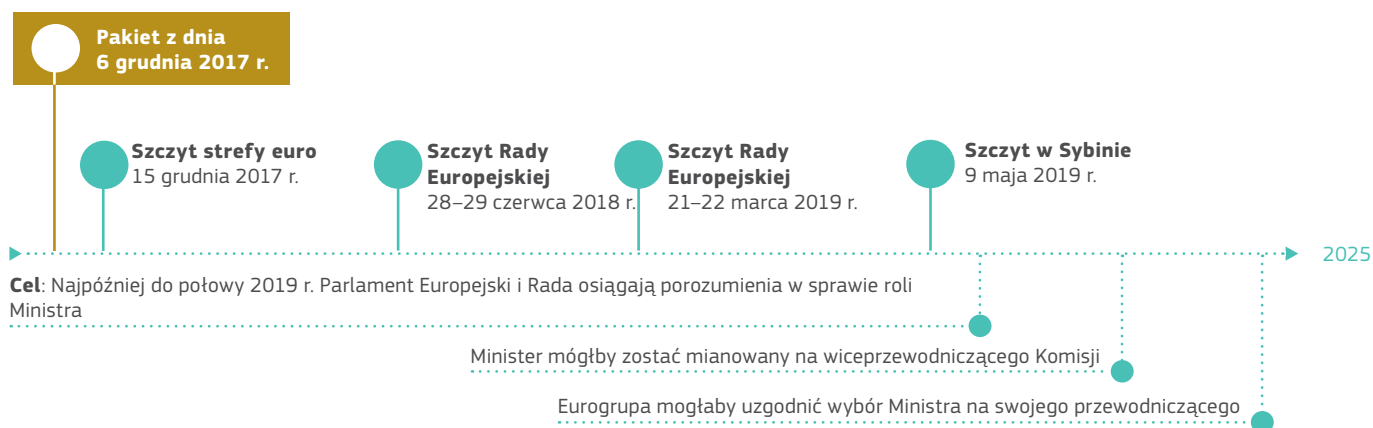 Pakiet z dnia
6 grudnia 2017 r.
Szczyt strefy euro
15 grudnia 2017 r.
Szczyt Rady
Europejskiej
28–29 czerwca 2018 r.
Szczyt Rady
Europejskiej
21–22 marca 2019 r.
Szczyt w Sybinie
9 maja 2019 r.
2025
Cel: Najpóźniej do połowy 2019 r. Parlament Europejski i Rada osiągają porozumienia w sprawie roli
Ministra
Minister mógłby zostać mianowany na wiceprzewodniczącego Komisji
Eurogrupa mogłaby uzgodnić wybór Ministra na swojego przewodniczącego